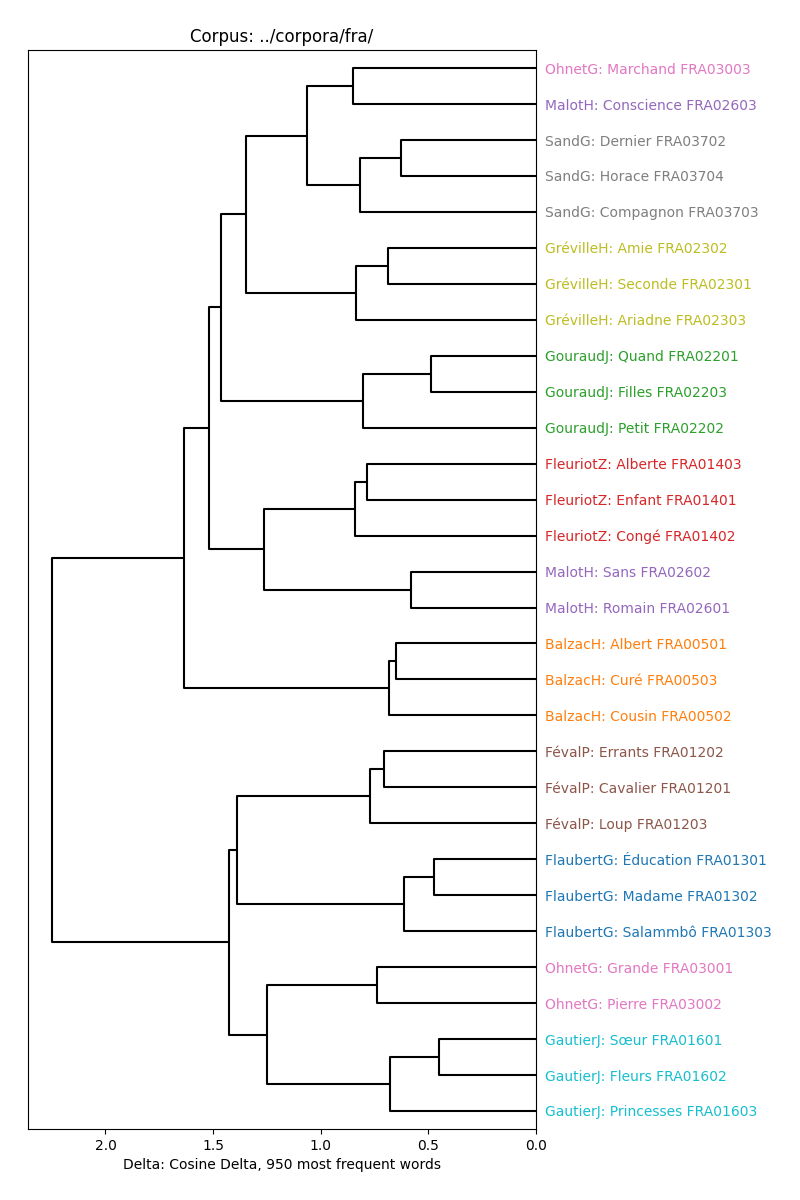 Corpus: ../corpora/fra/
OhnetG: Marchand FRA03003
MalotH: Conscience FRA02603
SandG: Dernier FRA03702
SandG: Horace FRA03704
SandG: Compagnon FRA03703
GrévilleH: Amie FRA02302
GrévilleH: Seconde FRA02301
GrévilleH: Ariadne FRA02303
GouraudJ: Quand FRA02201
GouraudJ: Filles FRA02203
GouraudJ: Petit FRA02202
FleuriotZ: Alberte FRA01403
FleuriotZ: Enfant FRA01401
FleuriotZ: Congé FRA01402
MalotH: Sans FRA02602
MalotH: Romain FRA02601
BalzacH: Albert FRA00501
BalzacH: Curé FRA00503
BalzacH: Cousin FRA00502
FévalP: Errants FRA01202
FévalP: Cavalier FRA01201
FévalP: Loup FRA01203
FlaubertG: Éducation FRA01301
FlaubertG: Madame FRA01302
FlaubertG: Salammbô FRA01303
OhnetG: Grande FRA03001
OhnetG: Pierre FRA03002
GautierJ: Sœur FRA01601
GautierJ: Fleurs FRA01602
GautierJ: Princesses FRA01603
2.0 1.5 1.0 0.5 0.0
Delta: Cosine Delta, 950 most frequent words